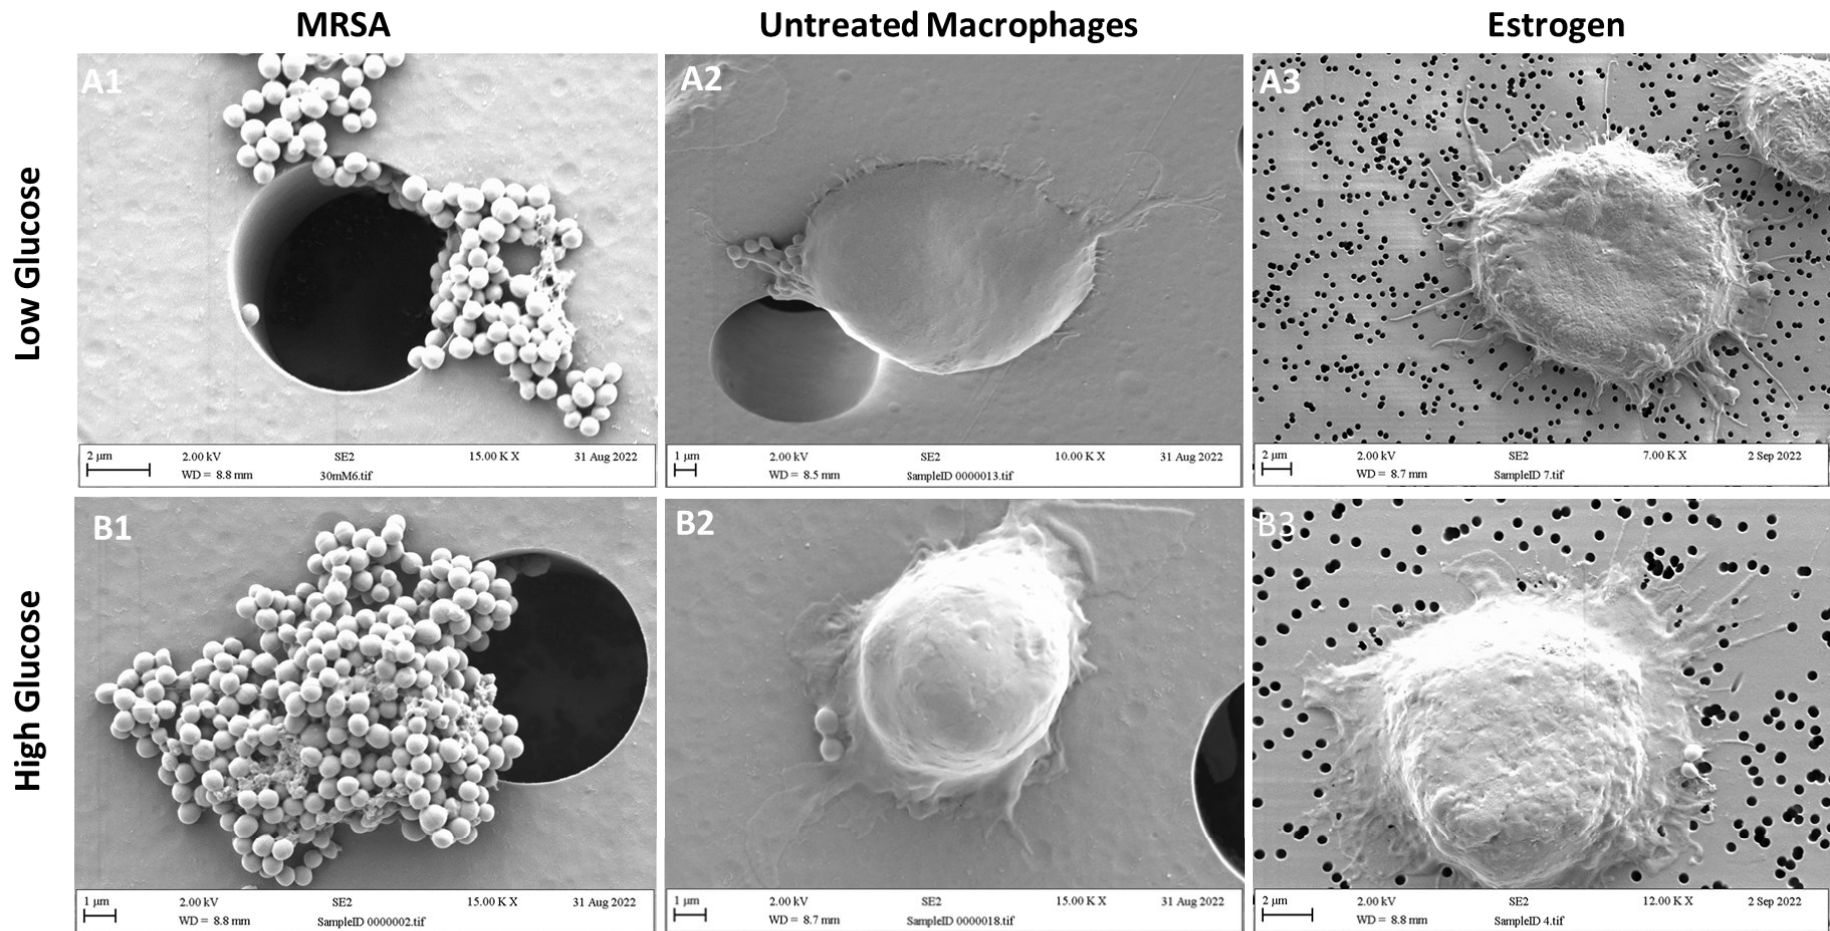 MRSA
Untreated Macrophages
Estrogen
Low Glucose
A1
A2
A3
2 µm 2.00 kV SE2 15.00 K X 31 Aug 2022
WD = 8.8 mm 30mM6.tif
1 µm 2.00 kV SE2 10.00 K X 31 Aug 2022
WD = 8.5 mm SampleID 0000013.tif
2 µm 2.00 kV SE2 7.00 K X 2 Sep 2022
WD = 8.7 mm SampleID 7.tif
High Glucose
B1
B2
B3
1 µm 2.00 kV SE2 15.00 K X 31 Aug 2022
WD = 8.8 mm SampleID 0000002.tif
1 µm 2.00 kV SE2 15.00 K X 31 Aug 2022
WD = 8.7 mm SampleID 0000018.tif
2 µm 2.00 kV SE2 12.00 K X 2 Sep 2022
WD = 8.8 mm SampleID 4.tif